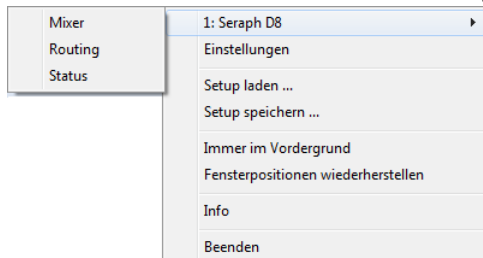 Mixer
Routing
Status
1: Seraph D8
Einstellungen
Setup laden ...
Setup speichern ...
Immer im Vordergrund
Fensterpositionen wiederherstellen
Info
Beenden